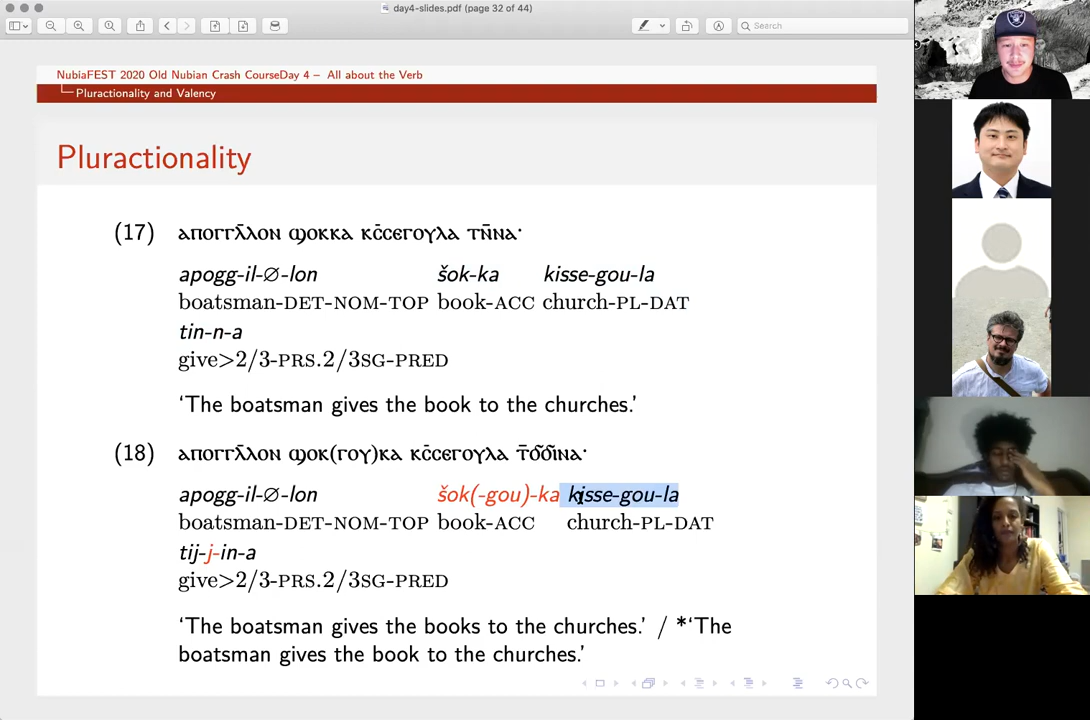 day4-slides.pdf (page 32 of 44)
Search
NubiaFEST 2020 Old Nubian Crash CourseDay 4 – All about the Verb
Pluractionality and Valency
Pluractionality
(17) ⲁⲡⲟⲅⲅⲗ̄ⲗⲟⲛ ϣⲟⲕⲕⲁ ⲕⲥ̄ⲥⲉⲅⲟⲩⲗⲁ ⲧⲛ̄ⲛⲁ·
apogg-il-∅-lon šok-ka kisse-gou-la
boatsman-DET-NOM-TOP book-ACC church-PL-DAT
tin-n-a
give>2/3-PRS.2/3SG-PRED
‘The boatsman gives the book to the churches.’
(18) ⲁⲡⲟⲅⲅⲗ̄ⲗⲟⲛ ϣⲟⲕ(ⲅⲟⲩ)ⲕⲁ ⲕⲥ̄ⲥⲉⲅⲟⲩⲗⲁ ⲧ̄ϭ̄ϭ̄ⲓ̄ⲛⲁ·
apogg-il-∅-lon šok(-gou)-ka kisse-gou-la
boatsman-DET-NOM-TOP book-ACC church-PL-DAT
tij-j-in-a
give>2/3-PRS.2/3SG-PRED
‘The boatsman gives the books to the churches.’ / *‘The
boatsman gives the book to the churches.’